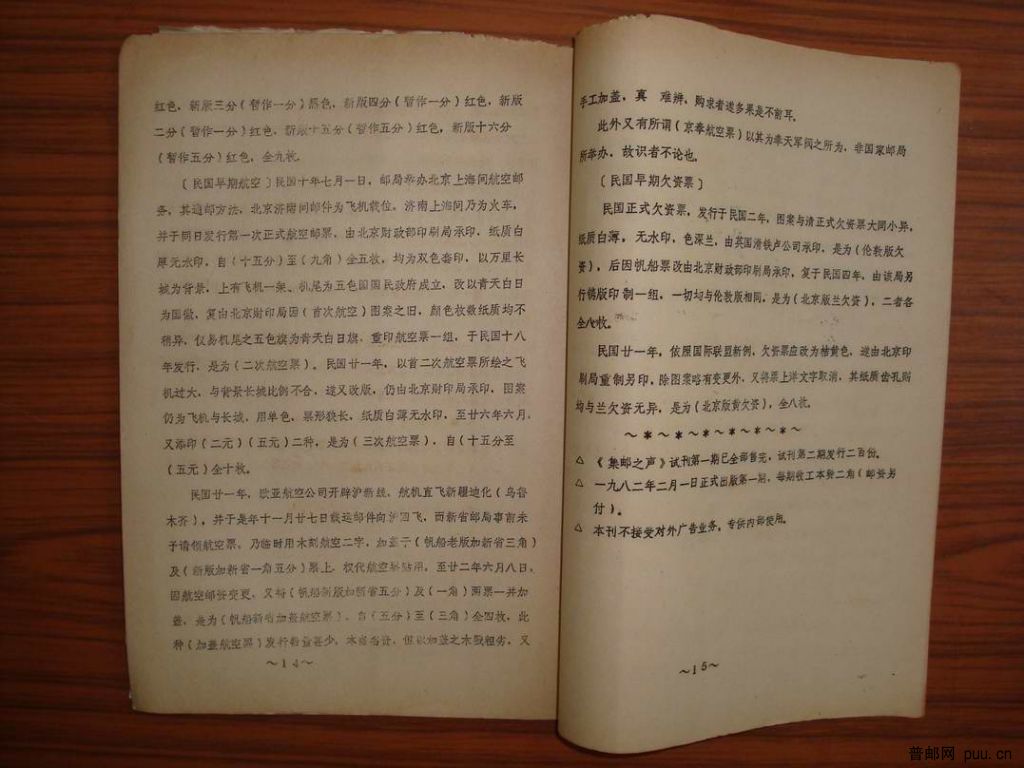 红色，新版三分（暂作一分）黑色，新版四分（暂作一分）红色，新版
二分（暂作一分）红色，新版十五分（暂作五分）红色，新版十六分
（暂作五分）红色，全九枚．
〔民国早期航空〕民国十年七月一日，邮局举办北京上海间航空邮
务，其通邮方法，北京济南间邮件为飞机载位，济南上海间乃为火车，
并于同日发行第一次正式航空邮票，由北京财政部印刷局承印，纸质白
厚无水印，自（十五分）至（九角）全五枚，均为双色套印，以万里长
城为背景，上有飞机一架、机尾为五色国国民政府成立，改以青天白日
为国徽，复由北京财印局因（首次航空）图案之旧，颜色枚数纸质均不
稍异，仅易机尾之五色旗为青天白日旗，重印航空票一组，于民国十八
年发行，是为（二次航空票）．民国廿一年，以首二次航空票所绘之飞
机过大，与背景长城比例不合，遂又改版，仍由北京财印局承印，图案
仍为飞机与长城，用单色，票形狭长，纸质白薄无水印，至廿六年六月，
又添印（二元）（五元）二种，是为（三次航空票），自（十五分至
（五元）全十枚．
民国廿一年，欧亚航空公司开辟沪新线，航机直飞新疆迪化（乌鲁
木齐），并于是年十一月廿七日载运邮件向沪回飞，而新省邮局事前未
子请领航空票，乃临时用木刻航空二字，加盖于（帆船老版加新省三角）
及（新版加新省一角五分）票上，权代航空票贴用，至廿二年六月八日，
因航空邮资变更，又将（帆船新版加新省五分）及（一角）两票一并加
盖，是为（帆船新省加盖航空票），自（五分）至（三角）全四枚，此
种（加盖航空票）发行数量甚少，本極名贵，但以加盖之木戳粗劣，又
～14～
手工加盖，真 难辨，购求者遂多果足不前耳．
此外又有所谓（京奉航空票）以其为奉天军阀之所为，非国家邮局
所举办，故识者不论也．
〔民国早期欠资票〕
民国正式欠资票，发行于民国二年，图案与清正式欠资票大同小异，
纸质白薄，无水印，色深兰，由英国清铁卢公司承印，是为（伦敦版欠
资），后因帆船票改由北京财政部印刷局承印，复于民国四年，由该局另
行镌版印制一组，一切均与伦敦版相同，是为（北京版兰欠资），二者各
全八枚．
民国廿一年，依照国际联盟新例，欠资票应改为桔黄色，遂由北京印
刷局重制另印，除图案略有变更外，又将票上洋文字取消，其纸质齿孔则
均与兰欠资无异，是为（北京版黄欠资），全八枚．
～＊～＊～＊～＊～＊～＊～
△ 《集邮之声》试刊第一期已全部售完，试刊第二期发行二百份．
△ 一九八二年二月一日正式出版第一期，每期收工本费二角（邮资另
付）．
△ 本刊不接受对外广告业务，专供内部使用．
～15～
普邮网 puu.cn